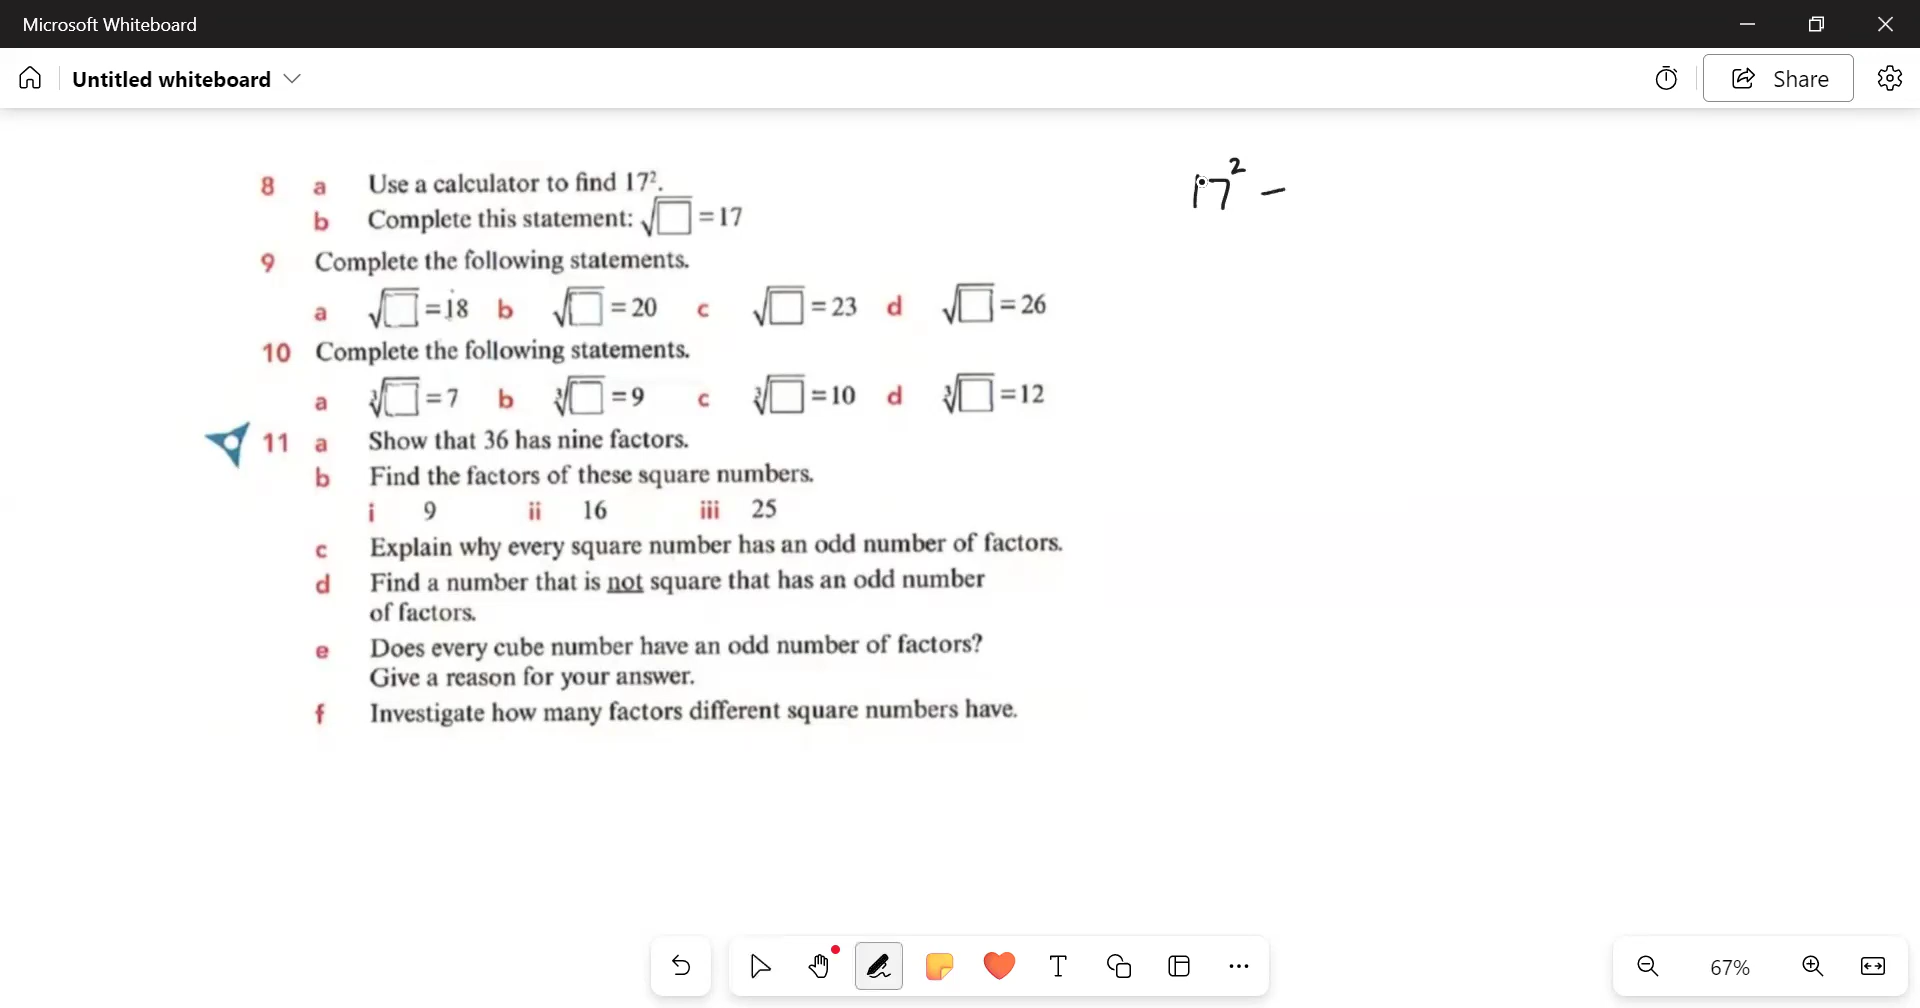 Microsoft Whiteboard
Untitled whiteboard
Share
17² –
8 a Use a calculator to find 17².
b Complete this statement: √□ = 17
9 Complete the following statements.
a √□ = 18 b √□ = 20 c √□ = 23 d √□ = 26
10 Complete the following statements.
a ∛□ = 7 b ∛□ = 9 c ∛□ = 10 d ∛□ = 12
11 a Show that 36 has nine factors.
b Find the factors of these square numbers.
i 9 ii 16 iii 25
c Explain why every square number has an odd number of factors.
d Find a number that is not square that has an odd number
of factors.
e Does every cube number have an odd number of factors?
Give a reason for your answer.
f Investigate how many factors different square numbers have.
67%